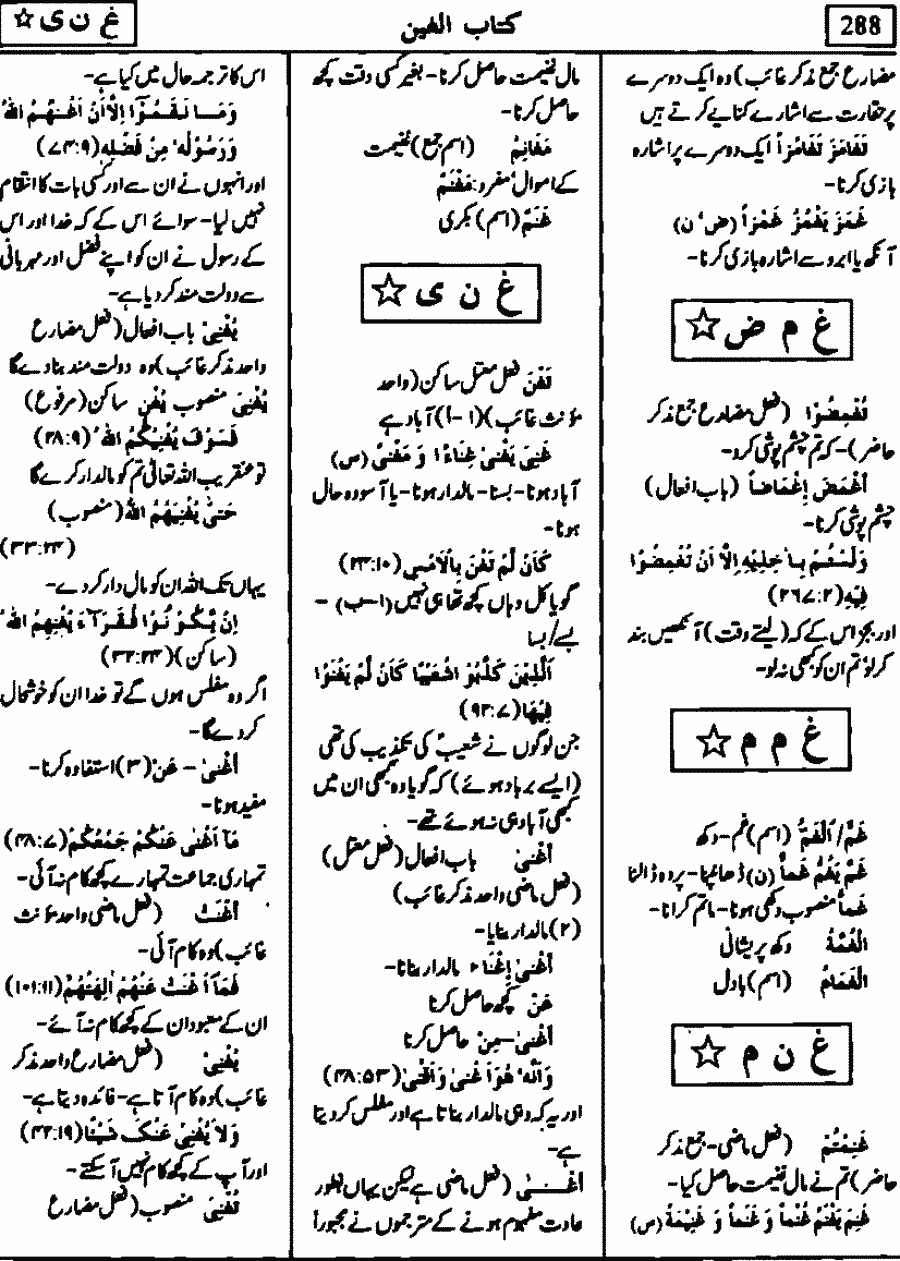 288
کتاب الغین
غ ن ی ☆
مضارع جمع مذکر غائب) وہ ایک دوسرے
پر حقارت سے اشارے کنایے کرتے ہیں
تَغَامَزَ تَغَامُزاً ایک دوسرے پر اشارہ
بازی کرنا-
غَمَزَ یَغْمُزُ غَمْزاً (ض' ن)
آنکھ یا ابرو سے اشارہ بازی کرنا-
غ م ض ☆
تُغْمِضُوْا (فعل مضارع جمع مذکر
حاضر)- کہ تم چشم پوشی کرو-
أَغْمَضَ إِغْمَاضاً (باب افعال)
چشم پوشی کرنا-
وَلَسْتُمْ بِاٰخِذِیْهِ اِلَّا اَنْ تُغْمِضُوْا
فِیْهِ(۲۶۷:۲)
اور بجز اس کے کہ (لیتے وقت) آنکھیں بند
کر لو تم ان کو کبھی نہ لو-
غ م م ☆
غَمٌّ/اَلْغَمُّ (اسم) غم-دکھ
غَمَّ یَغُمُّ غَماًّ (ن) ڈھانپنا- پردہ ڈالنا
غَماًّ منصوب دکھی ہونا- ماتم کرانا-
الْغُمَّةُ دکھ پریشانی
الْغَمَامُ (اسم) بادل
غ ن م ☆
غَنِمْتُمْ (فعل ماضی- جمع مذکر
حاضر) تم نے مال غنیمت حاصل کیا-
غَنِمَ یَغْنَمُ غُنْماً وَ غَنَماً وَ غَنِیْمَةً (س)
مال غنیمت حاصل کرنا- بغیر کسی دقت کچھ
حاصل کرنا-
مَغَانِمُ (اسم جمع) غنیمت
کے اموال' مفرد: مَغْنَمٌ
غَنَمٌ (اسم) بکری
غ ن ی ☆
تَغْنَ فعل معتل ساکن (واحد
مؤنث غائب) (۱-ا) آباد ہے
غَنِیَ یَغْنیٰ غِنَاءً وَ مَغْنیً (س)
آباد ہونا- بسنا- مالدار ہونا- یا آسودہ حال
ہونا-
کَأَنْ لَمْ تَغْنَ بِالْأَمْسِ (۲۴:۱۰)
گویا کل وہاں کچھ تھا ہی نہیں (ا-ب) -
بسے/بسا
اَلَّذِیْنَ کَذَّبُوْ اشُعَیْبًا کَأَنْ لَّمْ یَغْنَوْا
فِیْهَا (۹۲:۷)
جن لوگوں نے شعیبؑ کی تکذیب کی تھی
(ایسے برباد ہوئے) کہ گویا وہ کبھی ان میں
کبھی آباد ہی نہ ہوئے تھے-
أَغْنیٰ باب افعال (فعل معتل)
(فعل ماضی واحد مذکر غائب)
(۲) مالدار بنایا-
أَغْنیٰ إِغْنَاء مالدار بنانا-
عَنْ کچھ حاصل کرنا
أَغْنیٰ-مِنْ حاصل کرنا
وَأَنَّهٗ هُوَاَ غْنیٰ وَأَقْنیٰ (۴۸:۵۳)
اور یہ کہ وہی مالدار بناتا ہے اور مفلس کر دیتا
ہے-
أَغْنٰی (فعل ماضی ہے لیکن یہاں بطور
عادت مفہوم ہونے کے مترجموں نے مجبوراً
اس کا ترجمہ حال میں کیا ہے-
وَمَا نَقَمُوْآ اِلَّا أَنْ أَغْنٰهُمُ اللهُ
وَرَسُوْلُهٗ مِنْ فَضْلِهٖ (۷۴:۹)
اور انہوں نے ان سے اور کسی بات کا انتقام
نہیں لیا- سوائے اس کے کہ خدا اور اس
کے رسول نے ان کو اپنے فضل اور مہربانی
سے دولت مند کر دیا ہے-
یُغْنِیْ باب افعال (فعل مضارع
واحد مذکر غائب) وہ دولت مند بنا دے گا
یُغْنِیَ منصوب یُغْنِ ساکن (مرفوع)
فَسَوْفَ یُغْنِیْکُمُ اللهُ (۲۸:۹)
تو عنقریب اللہ تعالیٰ تم کو مالدار کرے گا
حَتّٰی یُغْنِیَهُمُ اللهُ (منصوب)
(۳۳:۲۴)
یہاں تک اللہ ان کو مال دار کر دے-
اِنْ یَّکُوْ نُوْا فُقَرَآءَ یُغْنِهِمُ اللهُ
(ساکن) (۳۲:۲۴)
اگر وہ مفلس ہوں گے تو خدا ان کو خوشحال
کر دے گا-
أَغْنیٰ-عَنْ (۳) استفادہ کرنا-
مفید ہونا-
مَآ أَغْنٰی عَنْکُمْ جَمْعُکُمْ (۴۸:۷)
تمہاری جماعت تمہارے کچھ کام نہ آئی-
أَغْنَتْ (فعل ماضی واحد مؤنث
غائب) وہ کام آئی-
فَمَآ اَغْنَتْ عَنْهُمْ اٰلِهَتُهُمْ (۱۰۱:۱۱)
ان کے معبود ان کے کچھ کام نہ آئے-
یُغْنِیْ (فعل مضارع واحد مذکر
غائب) وہ کام آتا ہے- فائدہ دیتا ہے-
وَلَا یُغْنِیْ عَنْکَ شَیْئًا (۴۲:۱۹)
اور آپ کے کچھ کام نہیں آ سکتے-
تُغْنِیَ منصوب (فعل مضارع